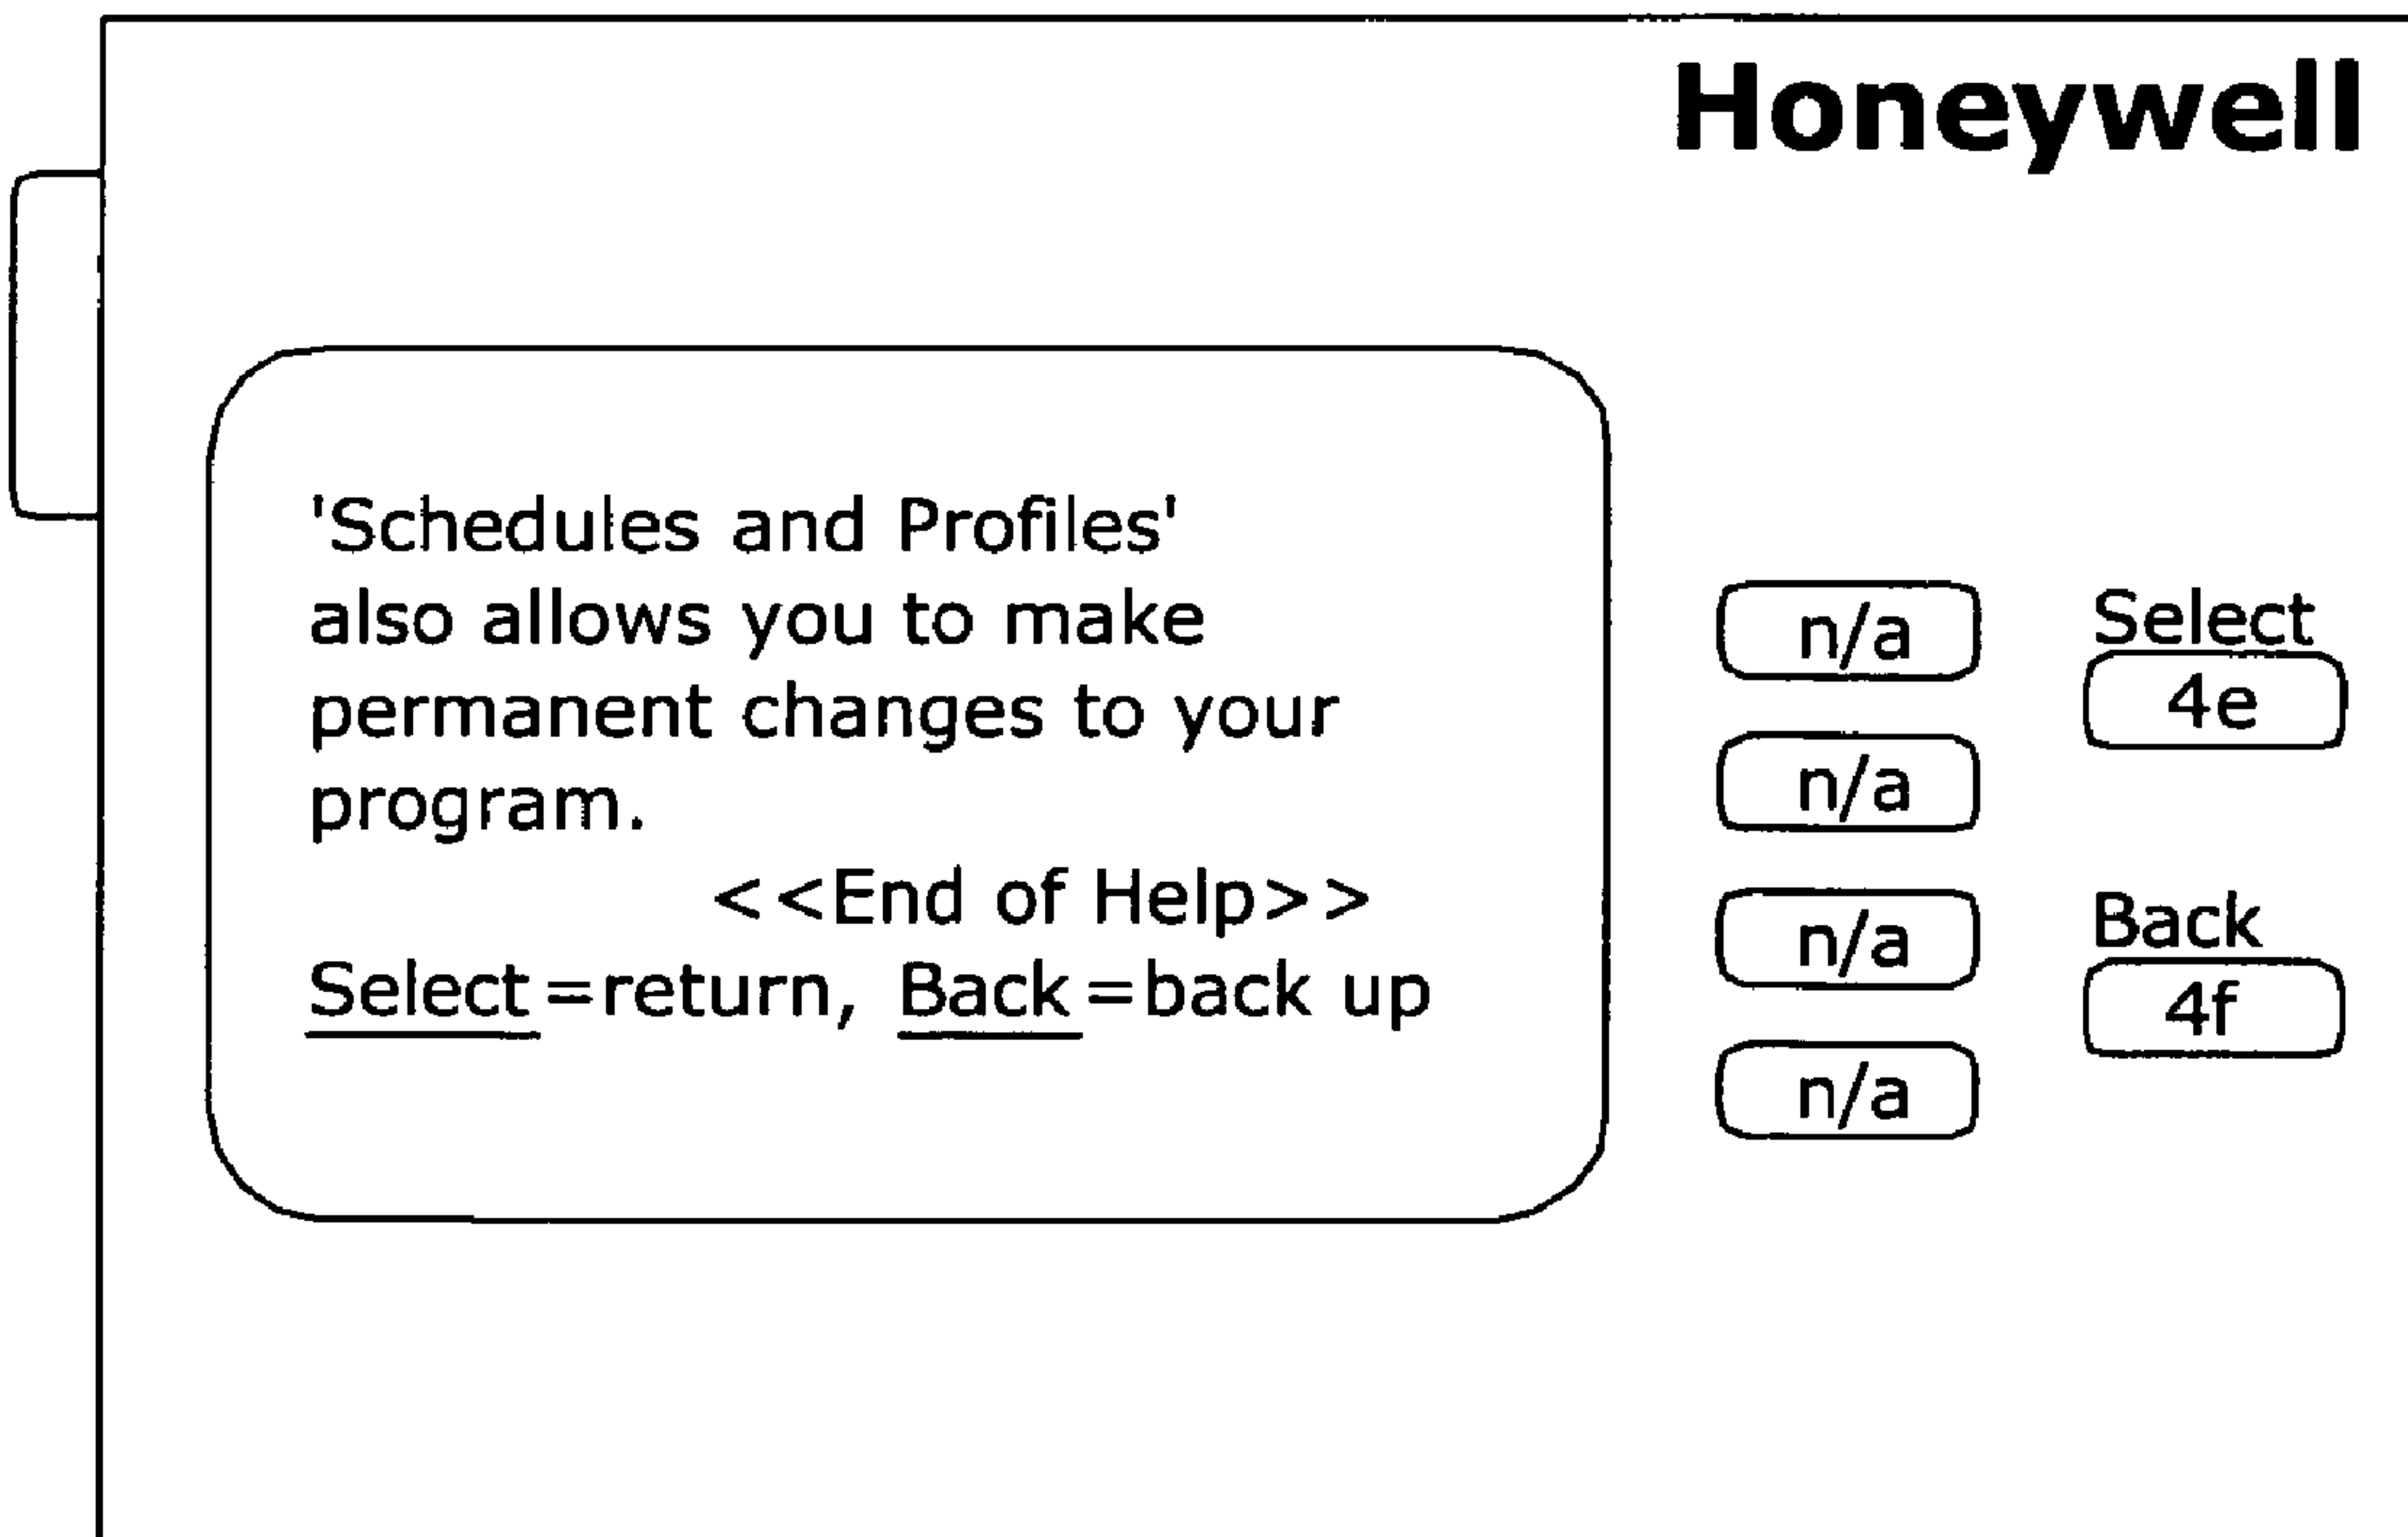 Honeywell
'Schedules and Profiles'
also allows you to make
permanent changes to your
program.
<<End of Help>>
Select=return, Back=back up
n/a
n/a
n/a
n/a
Select
4e
Back
4f